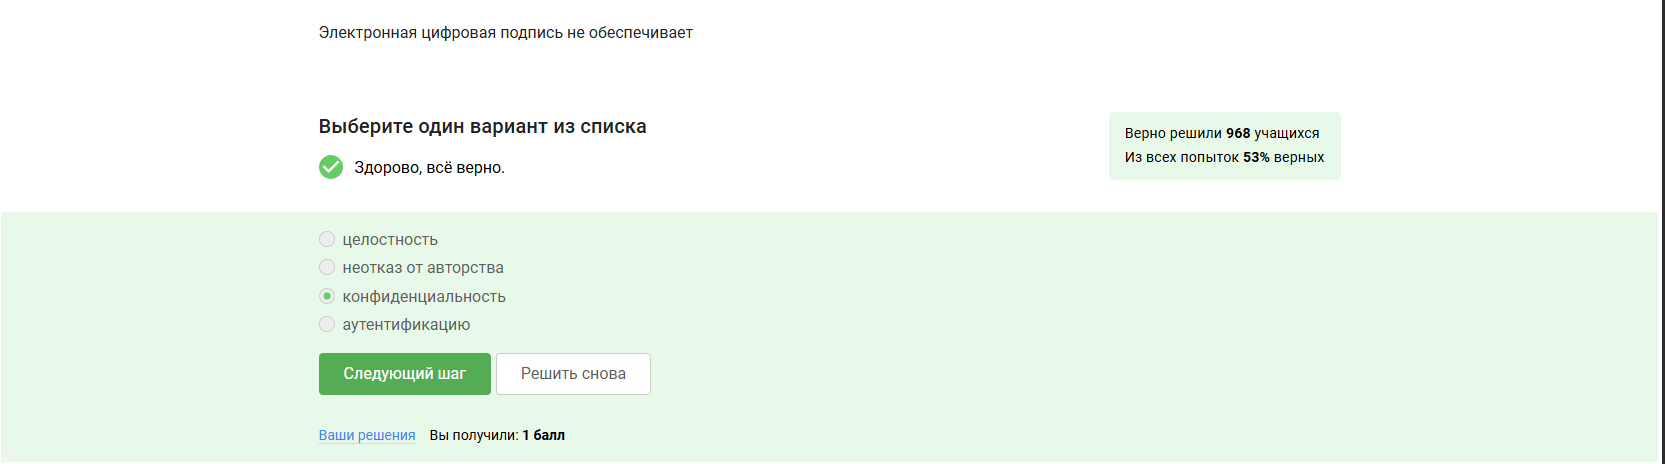 Электронная цифровая подпись не обеспечивает
Выберите один вариант из списка
Здорово, всё верно.
Верно решили 968 учащихся
Из всех попыток 53% верных
целостность
неотказ от авторства
конфиденциальность
аутентификацию
Следующий шаг
Решить снова
Ваши решения
Вы получили: 1 балл